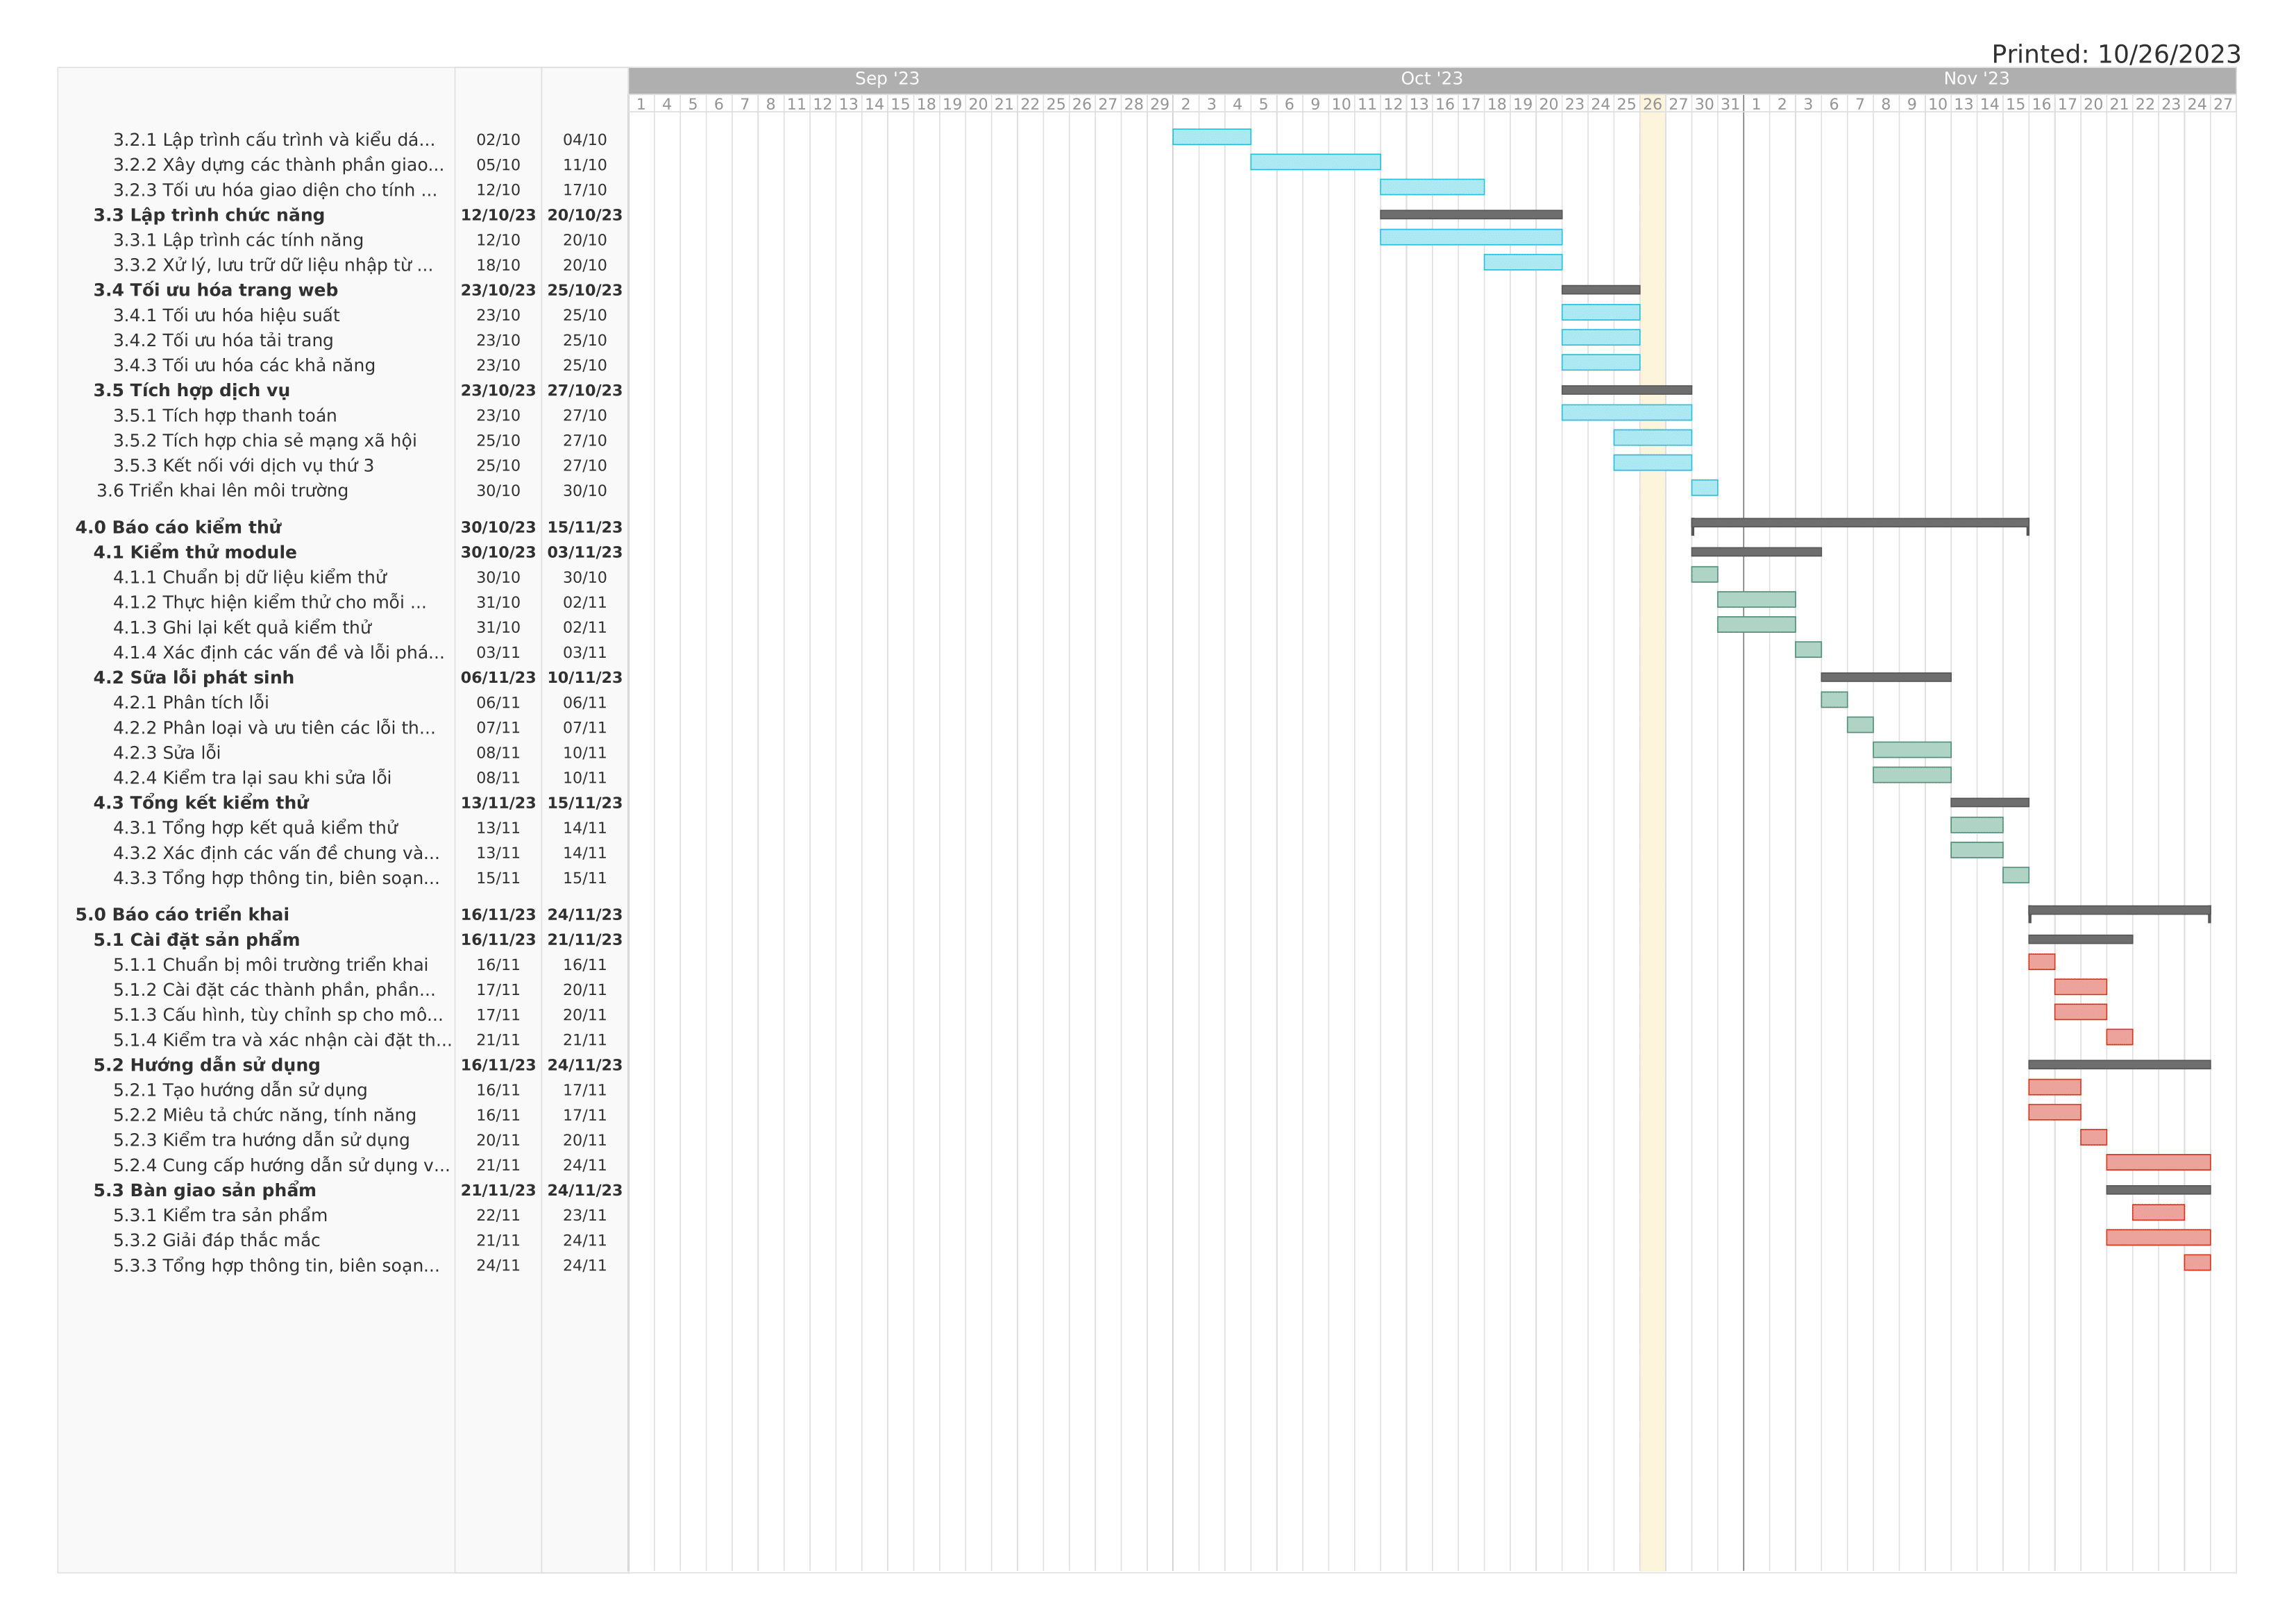 Printed: 10/26/2023
Sep '23 Oct '23 Nov '23
1 4 5 6 7 8 11 12 13 14 15 18 19 20 21 22 25 26 27 28 29 2 3 4 5 6 9 10 11 12 13 16 17 18 19 20 23 24 25 26 27 30 31 1 2 3 6 7 8 9 10 13 14 15 16 17 20 21 22 23 24 27
3.2.1 Lập trình cấu trình và kiểu dá... 02/10 04/10
3.2.2 Xây dựng các thành phần giao... 05/10 11/10
3.2.3 Tối ưu hóa giao diện cho tính ... 12/10 17/10
3.3 Lập trình chức năng 12/10/23 20/10/23
3.3.1 Lập trình các tính năng 12/10 20/10
3.3.2 Xử lý, lưu trữ dữ liệu nhập từ ... 18/10 20/10
3.4 Tối ưu hóa trang web 23/10/23 25/10/23
3.4.1 Tối ưu hóa hiệu suất 23/10 25/10
3.4.2 Tối ưu hóa tải trang 23/10 25/10
3.4.3 Tối ưu hóa các khả năng 23/10 25/10
3.5 Tích hợp dịch vụ 23/10/23 27/10/23
3.5.1 Tích hợp thanh toán 23/10 27/10
3.5.2 Tích hợp chia sẻ mạng xã hội 25/10 27/10
3.5.3 Kết nối với dịch vụ thứ 3 25/10 27/10
3.6 Triển khai lên môi trường 30/10 30/10
4.0 Báo cáo kiểm thử 30/10/23 15/11/23
4.1 Kiểm thử module 30/10/23 03/11/23
4.1.1 Chuẩn bị dữ liệu kiểm thử 30/10 30/10
4.1.2 Thực hiện kiểm thử cho mỗi ... 31/10 02/11
4.1.3 Ghi lại kết quả kiểm thử 31/10 02/11
4.1.4 Xác định các vấn đề và lỗi phá... 03/11 03/11
4.2 Sữa lỗi phát sinh 06/11/23 10/11/23
4.2.1 Phân tích lỗi 06/11 06/11
4.2.2 Phân loại và ưu tiên các lỗi th... 07/11 07/11
4.2.3 Sửa lỗi 08/11 10/11
4.2.4 Kiểm tra lại sau khi sửa lỗi 08/11 10/11
4.3 Tổng kết kiểm thử 13/11/23 15/11/23
4.3.1 Tổng hợp kết quả kiểm thử 13/11 14/11
4.3.2 Xác định các vấn đề chung và... 13/11 14/11
4.3.3 Tổng hợp thông tin, biên soạn... 15/11 15/11
5.0 Báo cáo triển khai 16/11/23 24/11/23
5.1 Cài đặt sản phẩm 16/11/23 21/11/23
5.1.1 Chuẩn bị môi trường triển khai 16/11 16/11
5.1.2 Cài đặt các thành phần, phần... 17/11 20/11
5.1.3 Cấu hình, tùy chỉnh sp cho mô... 17/11 20/11
5.1.4 Kiểm tra và xác nhận cài đặt th... 21/11 21/11
5.2 Hướng dẫn sử dụng 16/11/23 24/11/23
5.2.1 Tạo hướng dẫn sử dụng 16/11 17/11
5.2.2 Miêu tả chức năng, tính năng 16/11 17/11
5.2.3 Kiểm tra hướng dẫn sử dụng 20/11 20/11
5.2.4 Cung cấp hướng dẫn sử dụng v... 21/11 24/11
5.3 Bàn giao sản phẩm 21/11/23 24/11/23
5.3.1 Kiểm tra sản phẩm 22/11 23/11
5.3.2 Giải đáp thắc mắc 21/11 24/11
5.3.3 Tổng hợp thông tin, biên soạn... 24/11 24/11